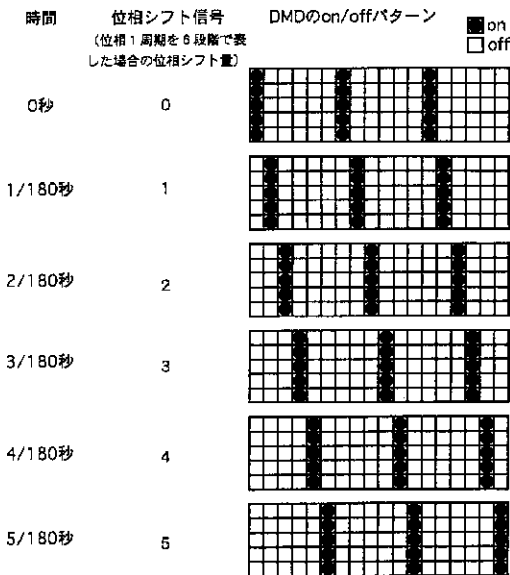 時間
位相シフト信号
(位相1周期を6段階で表
した場合の位相シフト量)
DMDのon/offパターン
on
off
0秒
0
1/180秒
1
2/180秒
2
3/180秒
3
4/180秒
4
5/180秒
5